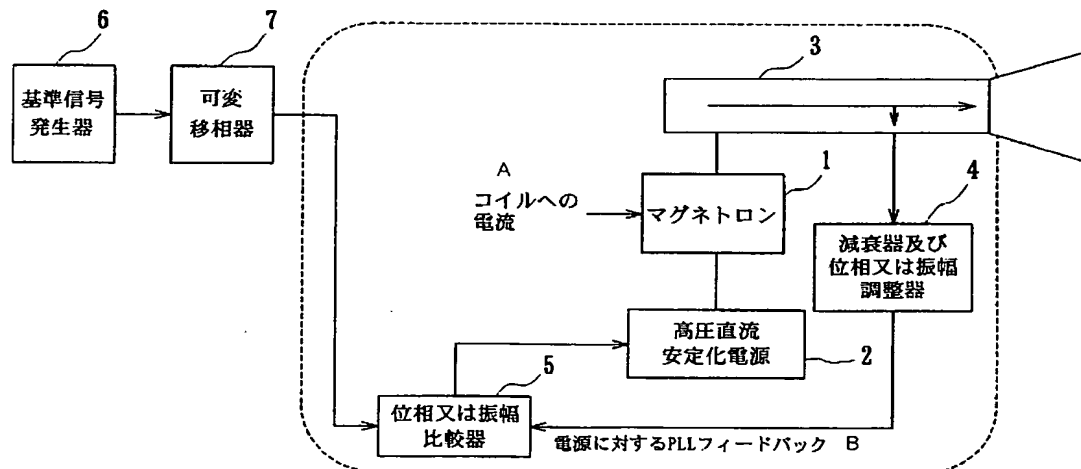 6
7
3
基準信号
発生器
可変
移相器
A
コイルへの
電流
1
マグネトロン
4
減衰器及び
位相又は振幅
調整器
高圧直流
安定化電源
2
5
位相又は振幅
比較器
電源に対するPLLフィードバック B